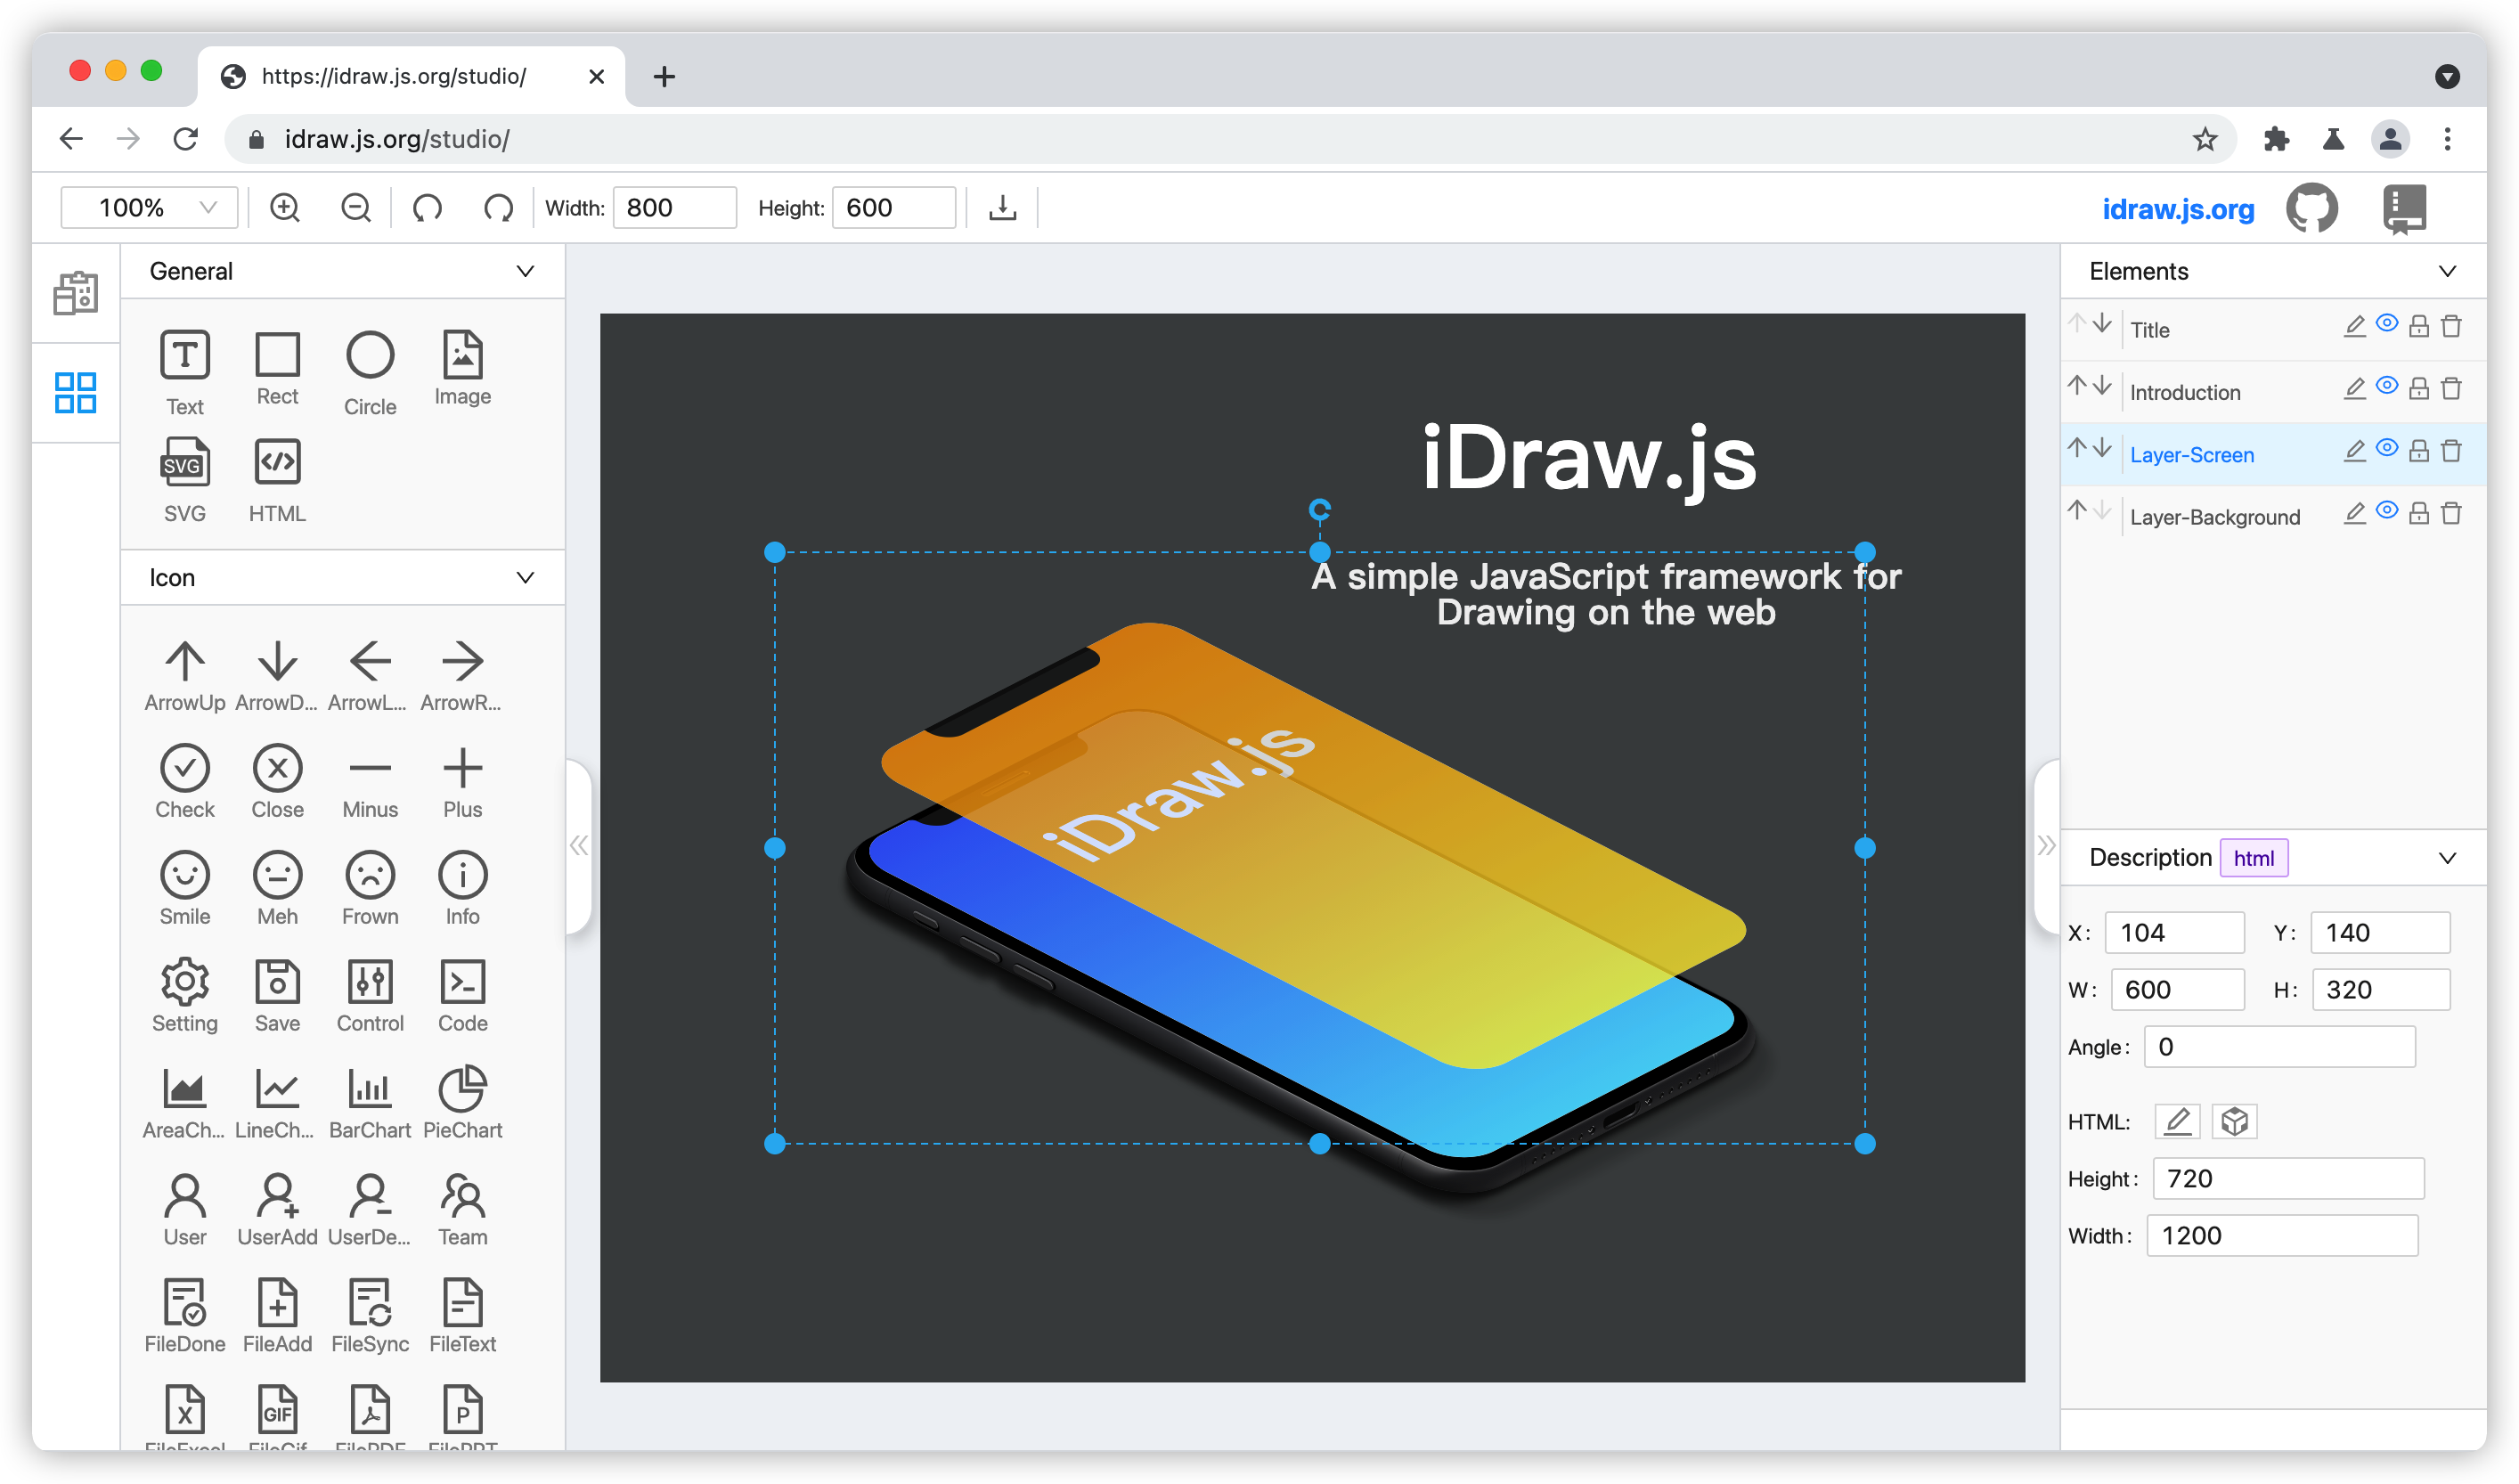 https://idraw.js.org/studio/
idraw.js.org/studio/
100%
Width: 800
Height: 600
idraw.js.org
General
Text
Rect
Circle
Image
SVG
SVG
HTML
Icon
ArrowUp
ArrowD...
ArrowL...
ArrowR...
Check
Close
Minus
Plus
Smile
Meh
Frown
Info
Setting
Save
Control
Code
AreaCh...
LineCh...
BarChart
PieChart
User
UserAdd
UserDe...
Team
FileDone
FileAdd
FileSync
FileText
X
GIF
P
FileExcel
FileGif
FilePDF
FilePPT
iDraw.js
A simple JavaScript framework for
Drawing on the web
iDraw.js
Elements
Title
Introduction
Layer-Screen
Layer-Background
Description html
X: 104
Y: 140
W: 600
H: 320
Angle: 0
HTML:
Height: 720
Width: 1200